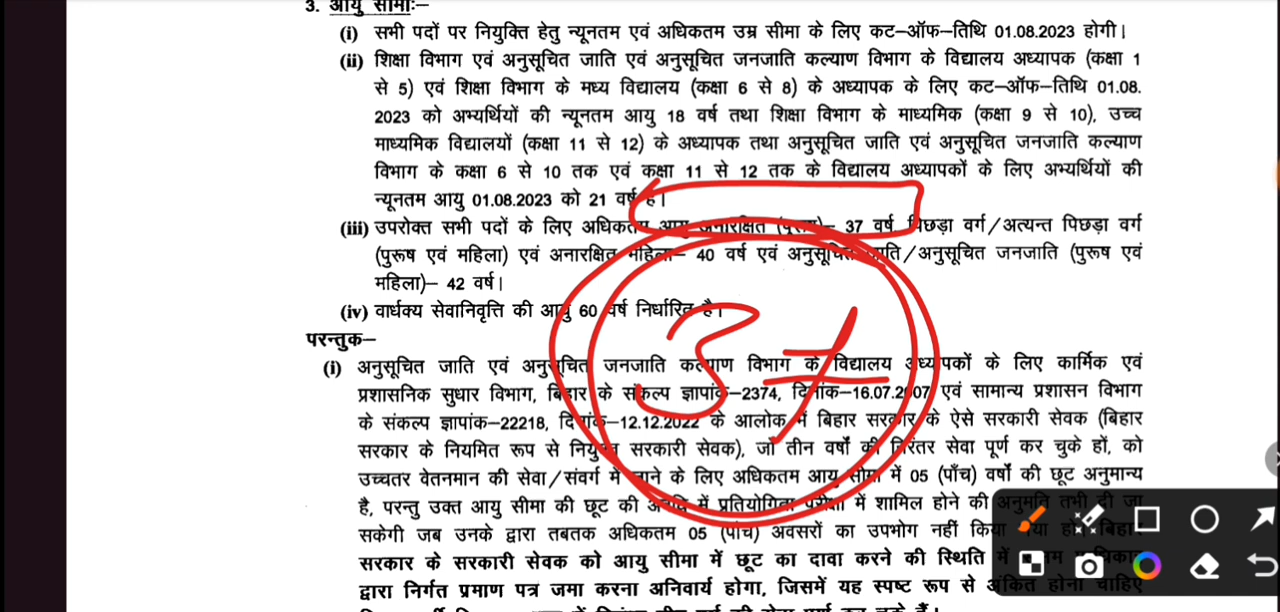 3. आयु सीमाः–
(i) सभी पदों पर नियुक्ति हेतु न्यूनतम एवं अधिकतम उम्र सीमा के लिए कट–ऑफ–तिथि 01.08.2023 होगी।
(ii) शिक्षा विभाग एवं अनुसूचित जाति एवं अनुसूचित जनजाति कल्याण विभाग के विद्यालय अध्यापक (कक्षा 1
से 5) एवं शिक्षा विभाग के मध्य विद्यालय (कक्षा 6 से 8) के अध्यापक के लिए कट–ऑफ–तिथि 01.08.
2023 को अभ्यर्थियों की न्यूनतम आयु 18 वर्ष तथा शिक्षा विभाग के माध्यमिक (कक्षा 9 से 10), उच्च
माध्यमिक विद्यालयों (कक्षा 11 से 12) के अध्यापक तथा अनुसूचित जाति एवं अनुसूचित जनजाति कल्याण
विभाग के कक्षा 6 से 10 तक एवं कक्षा 11 से 12 तक के विद्यालय अध्यापकों के लिए अभ्यर्थियों की
न्यूनतम आयु 01.08.2023 को 21 वर्ष है।
(iii) उपरोक्त सभी पदों के लिए अधिकतम आयु अनारक्षित (पुरूष)– 37 वर्ष पिछड़ा वर्ग/अत्यन्त पिछड़ा वर्ग
(पुरूष एवं महिला) एवं अनारक्षित महिला– 40 वर्ष एवं अनुसूचित जाति/अनुसूचित जनजाति (पुरूष एवं
महिला)– 42 वर्ष।
(iv) वार्धक्य सेवानिवृत्ति की आयु 60 वर्ष निर्धारित है।
37
परन्तुक–
(i) अनुसूचित जाति एवं अनुसूचित जनजाति कल्याण विभाग के विद्यालय अध्यापकों के लिए कार्मिक एवं
प्रशासनिक सुधार विभाग, बिहार के संकल्प ज्ञापांक–2374, दिनांक–16.07.2007 एवं सामान्य प्रशासन विभाग
के संकल्प ज्ञापांक–22218, दिनांक–12.12.2022 के आलोक में बिहार सरकार के ऐसे सरकारी सेवक (बिहार
सरकार के नियमित रूप से नियुक्त सरकारी सेवक), जो तीन वर्षों की निरंतर सेवा पूर्ण कर चुके हों, को
उच्चतर वेतनमान की सेवा/संवर्ग में जाने के लिए अधिकतम आयु सीमा में 05 (पाँच) वर्षों की छूट अनुमान्य
है, परन्तु उक्त आयु सीमा की छूट की अवधि में प्रतियोगिता परीक्षा में शामिल होने की अनुमति तभी दी जा
सकेगी जब उनके द्वारा तबतक अधिकतम 05 (पाँच) अवसरों का उपभोग नहीं किया गया हो। बिहार
सरकार के सरकारी सेवक को आयु सीमा में छूट का दावा करने की स्थिति में
द्वारा निर्गत प्रमाण पत्र जमा करना अनिवार्य होगा, जिसमें यह स्पष्ट रूप से अंकित होना चाहिए